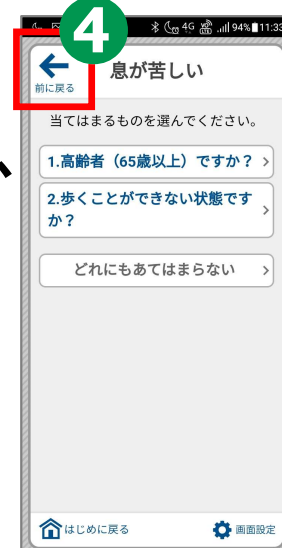 4
4G 94% 11:33
前に戻る
息が苦しい
当てはまるものを選んでください。
1.高齢者（65歳以上）ですか？
2.歩くことができない状態です
か？
どれにもあてはまらない
はじめに戻る
画面設定